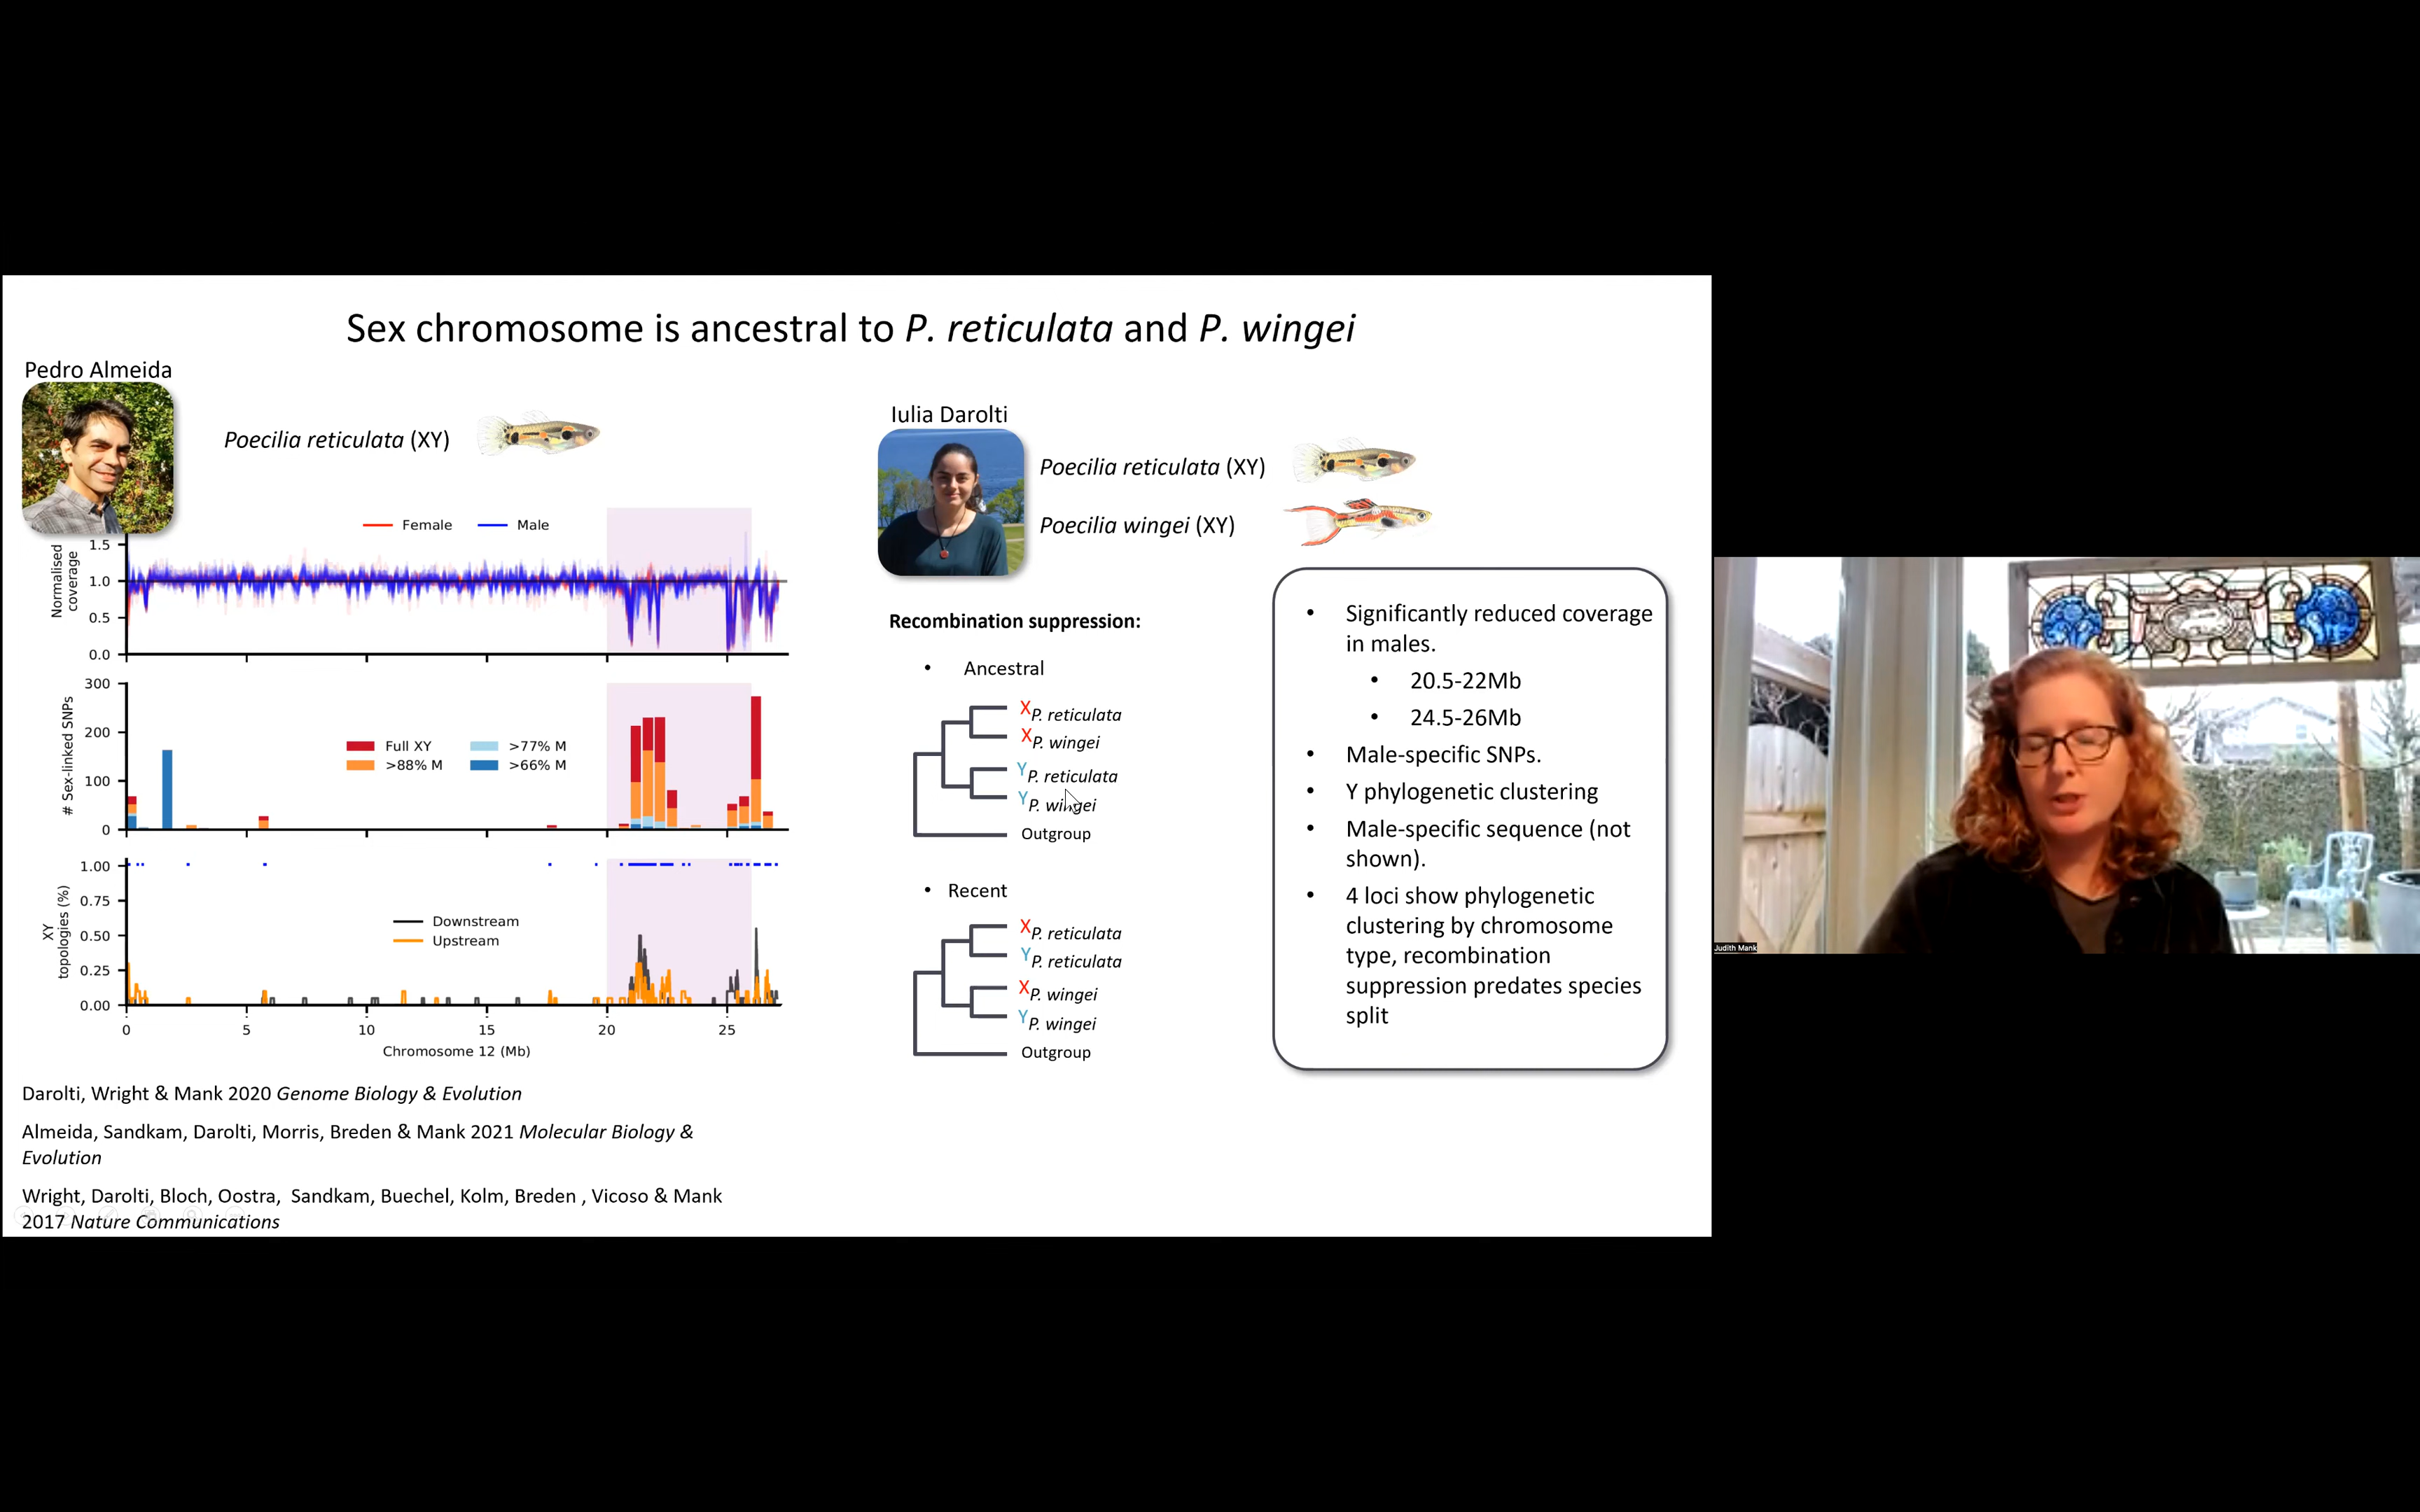 Sex chromosome is ancestral to P. reticulata and P. wingei
Pedro Almeida
Poecilia reticulata (XY)
Female
Male
Normalised
coverage
1.5
1.0
0.5
0.0
# Sex-linked SNPs
300
200
100
0
Full XY
>88% M
>77% M
>66% M
XY
topologies (%)
1.00
0.75
0.50
0.25
0.00
Downstream
Upstream
0 5 10 15 20 25
Chromosome 12 (Mb)
Darolti, Wright & Mank 2020 Genome Biology & Evolution
Almeida, Sandkam, Darolti, Morris, Breden & Mank 2021 Molecular Biology &
Evolution
Wright, Darolti, Bloch, Oostra, Sandkam, Buechel, Kolm, Breden , Vicoso & Mank
2017 Nature Communications
Iulia Darolti
Poecilia reticulata (XY)
Poecilia wingei (XY)
Recombination suppression:
• Ancestral
X P. reticulata
X P. wingei
Y P. reticulata
Y P. wingei
Outgroup
• Recent
X P. reticulata
Y P. reticulata
X P. wingei
Y P. wingei
Outgroup
• Significantly reduced coverage
in males.
• 20.5-22Mb
• 24.5-26Mb
• Male-specific SNPs.
• Y phylogenetic clustering
• Male-specific sequence (not
shown).
• 4 loci show phylogenetic
clustering by chromosome
type, recombination
suppression predates species
split
Judith Mank